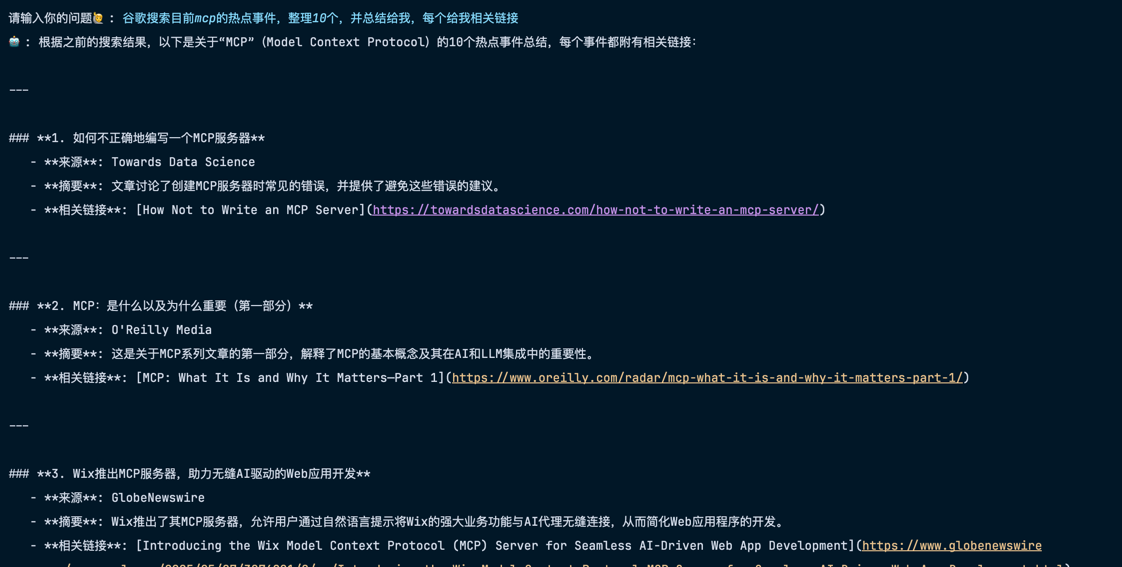 请输入你的问题🙋 : 谷歌搜索目前mcp的热点事件，整理10个，并总结给我，每个给我相关链接
🤖 : 根据之前的搜索结果，以下是关于“MCP”（Model Context Protocol）的10个热点事件总结，每个事件都附有相关链接：
---
### **1. 如何不正确地编写一个MCP服务器**
- **来源**: Towards Data Science
- **摘要**: 文章讨论了创建MCP服务器时常见的错误，并提供了避免这些错误的建议。
- **相关链接**: [How Not to Write an MCP Server](https://towardsdatascience.com/how-not-to-write-an-mcp-server/)
---
### **2. MCP：是什么以及为什么重要（第一部分）**
- **来源**: O'Reilly Media
- **摘要**: 这是关于MCP系列文章的第一部分，解释了MCP的基本概念及其在AI和LLM集成中的重要性。
- **相关链接**: [MCP: What It Is and Why It Matters—Part 1](https://www.oreilly.com/radar/mcp-what-it-is-and-why-it-matters-part-1/)
---
### **3. Wix推出MCP服务器，助力无缝AI驱动的Web应用开发**
- **来源**: GlobeNewswire
- **摘要**: Wix推出了其MCP服务器，允许用户通过自然语言提示将Wix的强大业务功能与AI代理无缝连接，从而简化Web应用程序的开发。
- **相关链接**: [Introducing the Wix Model Context Protocol (MCP) Server for Seamless AI-Driven Web App Development](https://www.globenewswire